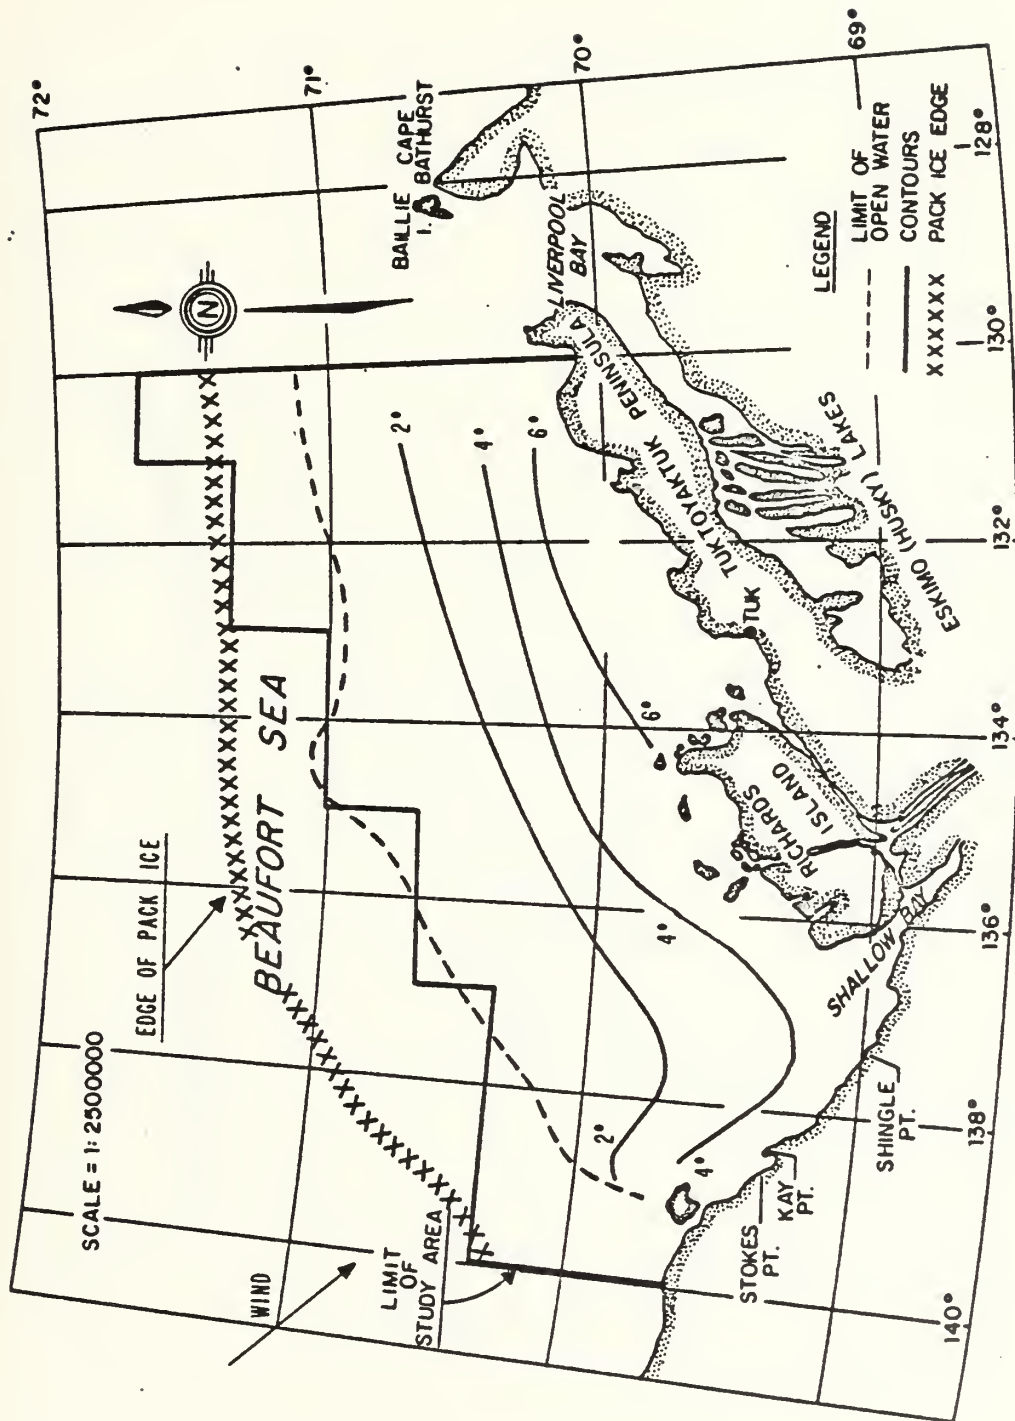 72°
71°
70°
69°
SCALE = 1: 2500000
EDGE OF PACK ICE
BEAUFORT SEA
N
BAILLIE
I.
CAPE
BATHURST
WIND
LIMIT
OF
STUDY AREA
2°
4°
6°
2°
4°
4°
6°
LIVERPOOL
BAY
TUKTOYAKTUK PENINSULA
TUK
ESKIMO (HUSKY) LAKES
RICHARDS
ISLAND
SHALLOW BAY
SHINGLE
PT.
KAY
PT.
STOKES
PT.
LEGEND
LIMIT OF
OPEN WATER
CONTOURS
XXXXXX PACK ICE EDGE
140°
138°
136°
134°
132°
130°
128°